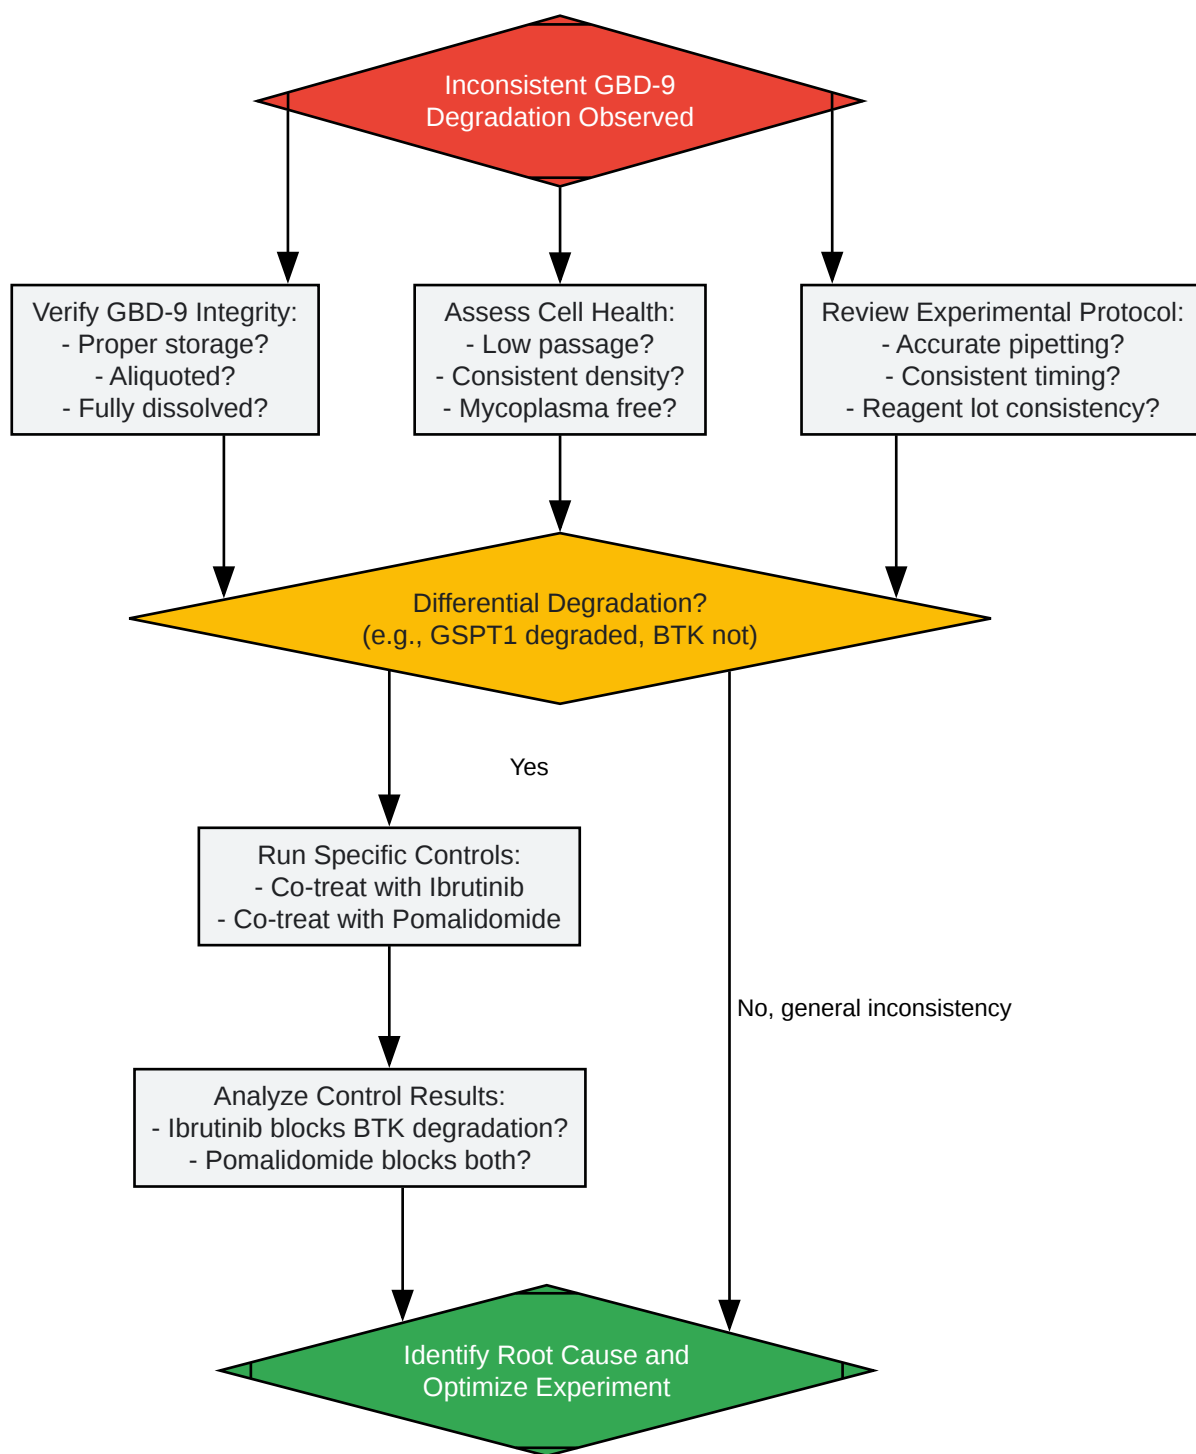 Inconsistent GBD-9
Degradation Observed
Verify GBD-9 Integrity:
- Proper storage?
- Aliquoted?
- Fully dissolved?
Assess Cell Health:
- Low passage?
- Consistent density?
- Mycoplasma free?
Review Experimental Protocol:
- Accurate pipetting?
- Consistent timing?
- Reagent lot consistency?
Differential Degradation?
(e.g., GSPT1 degraded, BTK not)
Yes
Run Specific Controls:
- Co-treat with Ibrutinib
- Co-treat with Pomalidomide
No, general inconsistency
Analyze Control Results:
- Ibrutinib blocks BTK degradation?
- Pomalidomide blocks both?
Identify Root Cause and
Optimize Experiment